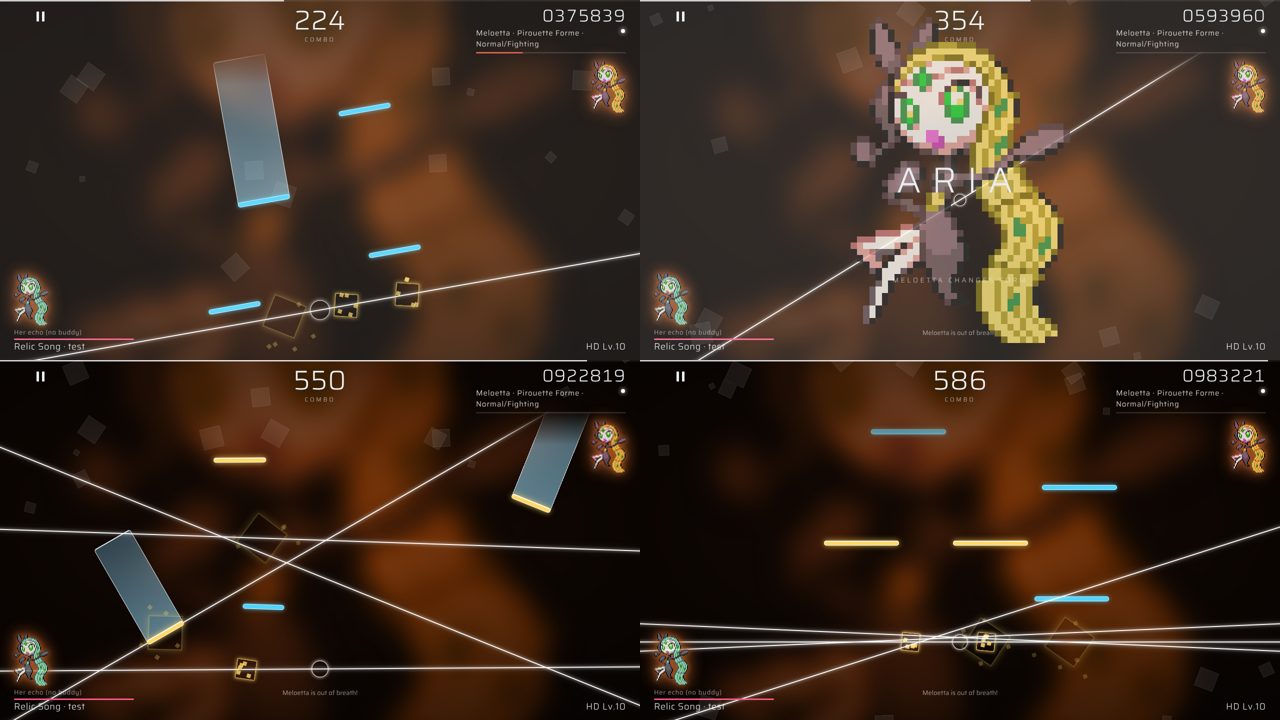 224
COMBO
0375839
Meloetta · Pirouette Forme ·
Normal/Fighting
Her echo (no buddy)
Relic Song · test
HD Lv.10
354
COMBO
0593960
Meloetta · Pirouette Forme ·
Normal/Fighting
ARIA
Meloetta is out of brea
Her echo (no buddy)
Relic Song · test
HD Lv.10
550
COMBO
0922819
Meloetta · Pirouette Forme ·
Normal/Fighting
Meloetta is out of breath!
Her echo (no buddy)
Relic Song · test
HD Lv.10
586
COMBO
0983221
Meloetta · Pirouette Forme ·
Normal/Fighting
Meloetta is out of breath!
Her echo (no buddy)
Relic Song · test
HD Lv.10